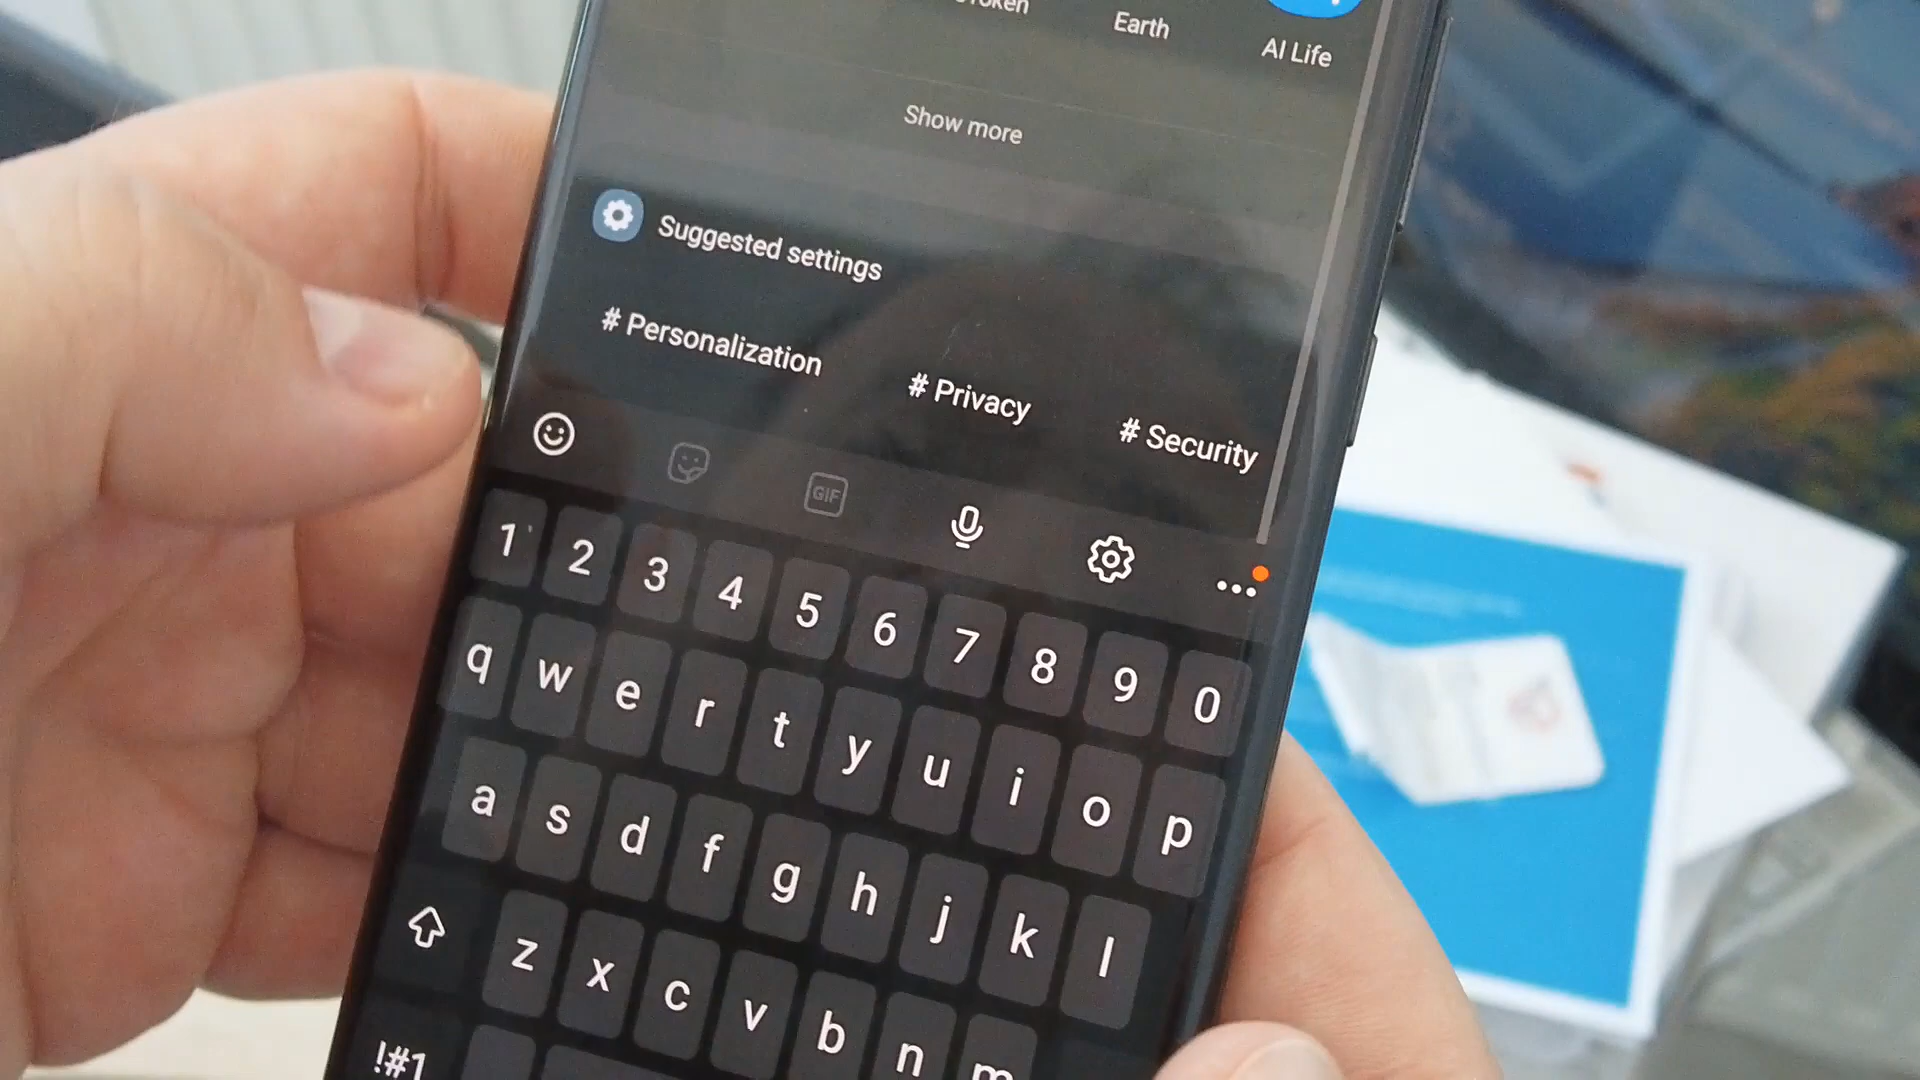 Earth
AI Life
Show more
Suggested settings
# Personalization
# Privacy
# Security
GIF
1 2 3 4 5 6 7 8 9 0
q w e r t y u i o p
a s d f g h j k l
z x c v b n m
!#1